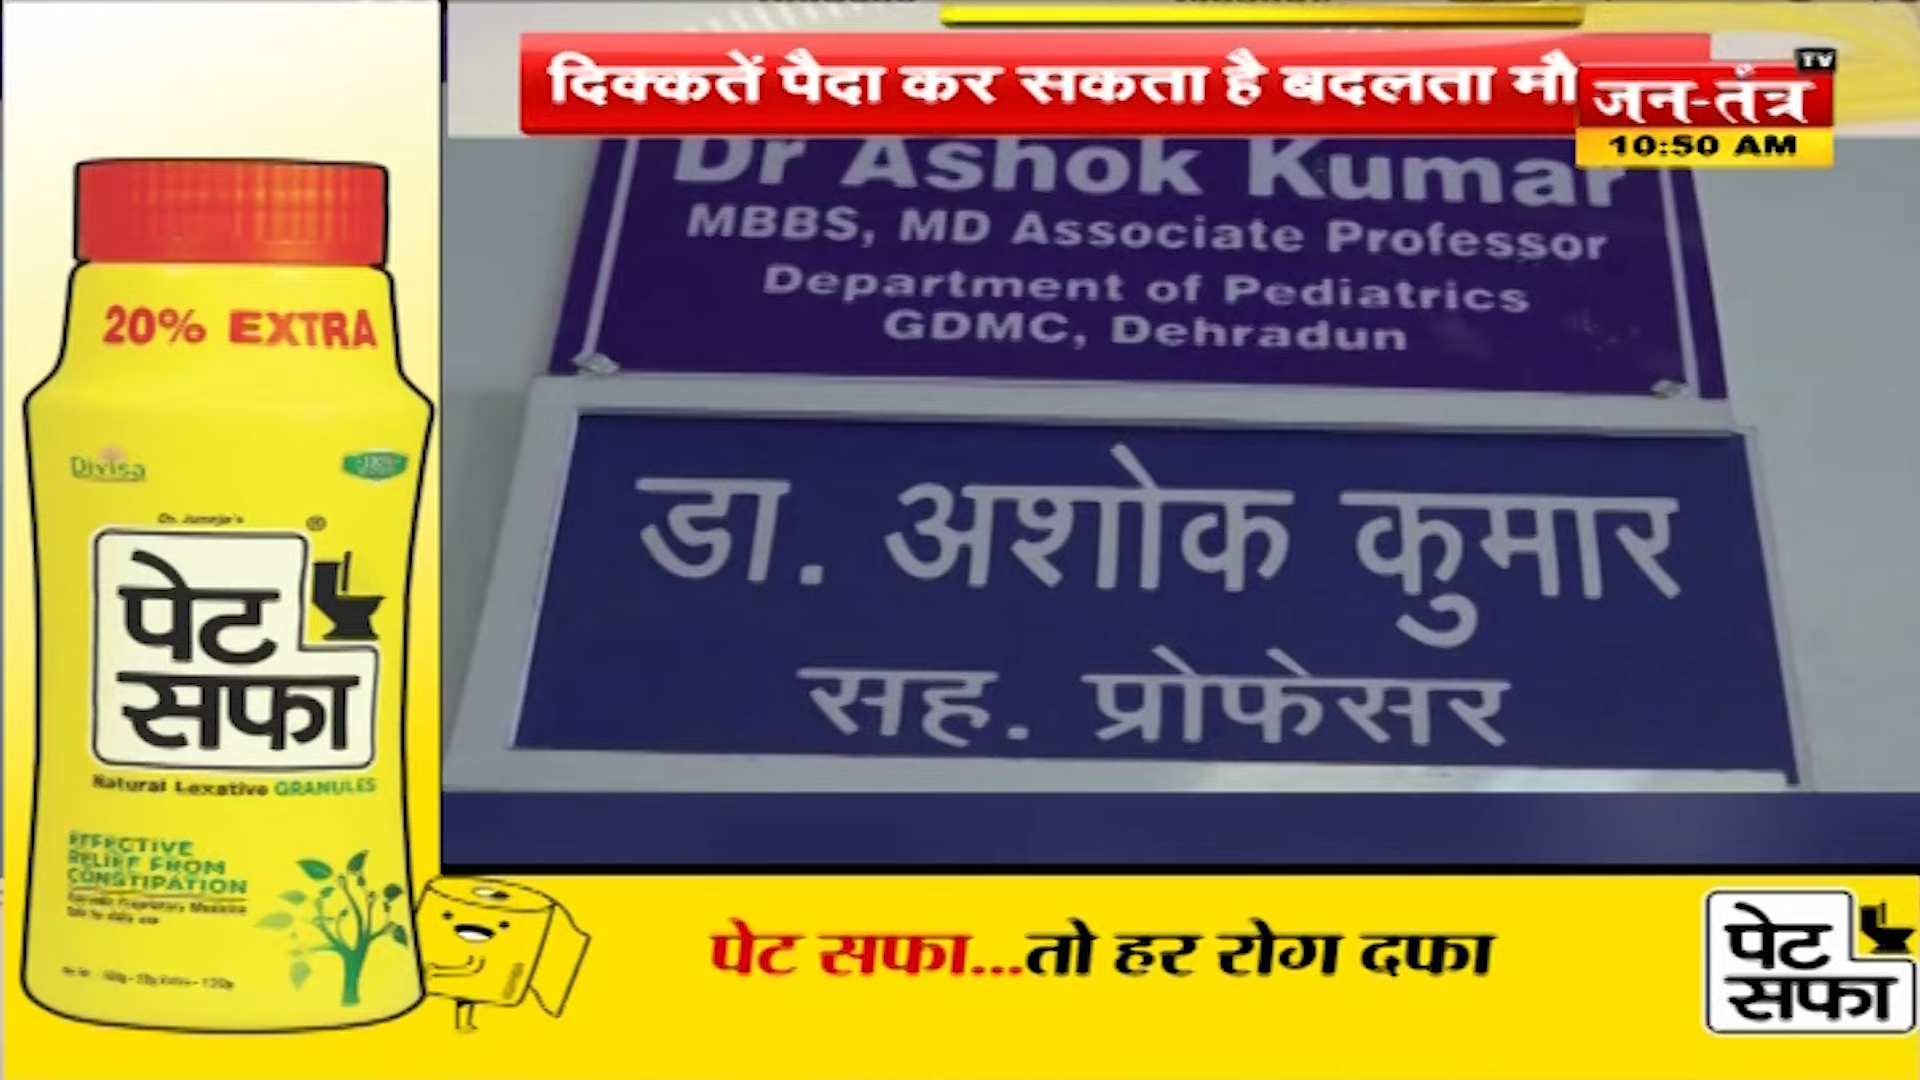 दिक्कतें पैदा कर सकता है बदलता मौ
TV
जन-तंत्र
10:50 AM
Dr Ashok Kumar
MBBS, MD Associate Professor
Department of Pediatrics
GDMC, Dehradun
डा. अशोक कुमार
सह. प्रोफेसर
20% EXTRA
Divisa
Dr. Juneja's
®
पेट
सफा
Natural Laxative GRANULES
EFFECTIVE
RELIEF FROM
CONSTIPATION
पेट सफा...तो हर रोग दफा
पेट
सफा